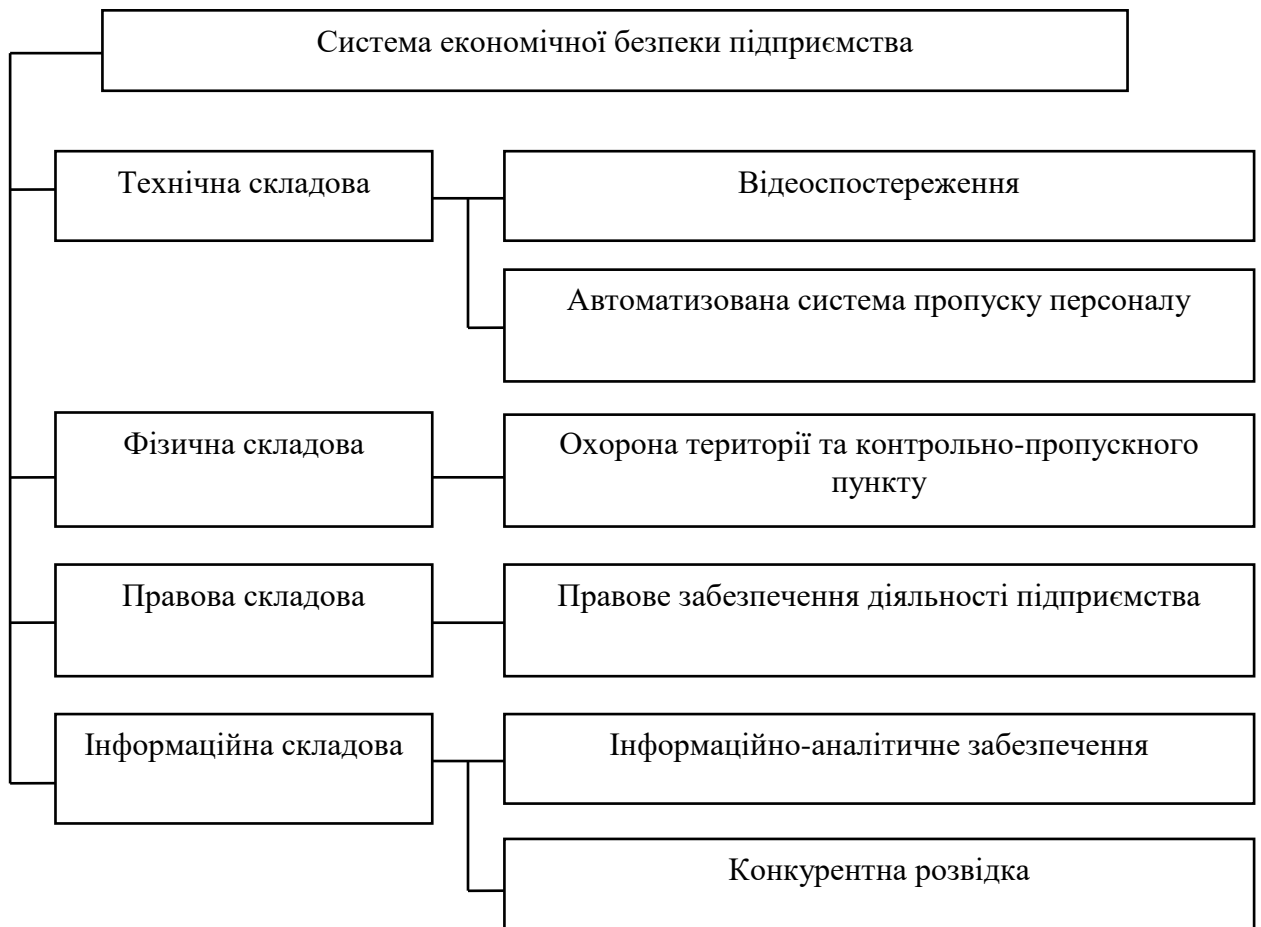 Система економічної безпеки підприємства
Технічна складова
Відеоспостереження
Автоматизована система пропуску персоналу
Фізична складова
Охорона території та контрольно-пропускного
пункту
Правова складова
Правове забезпечення діяльності підприємства
Інформаційна складова
Інформаційно-аналітичне забезпечення
Конкурентна розвідка